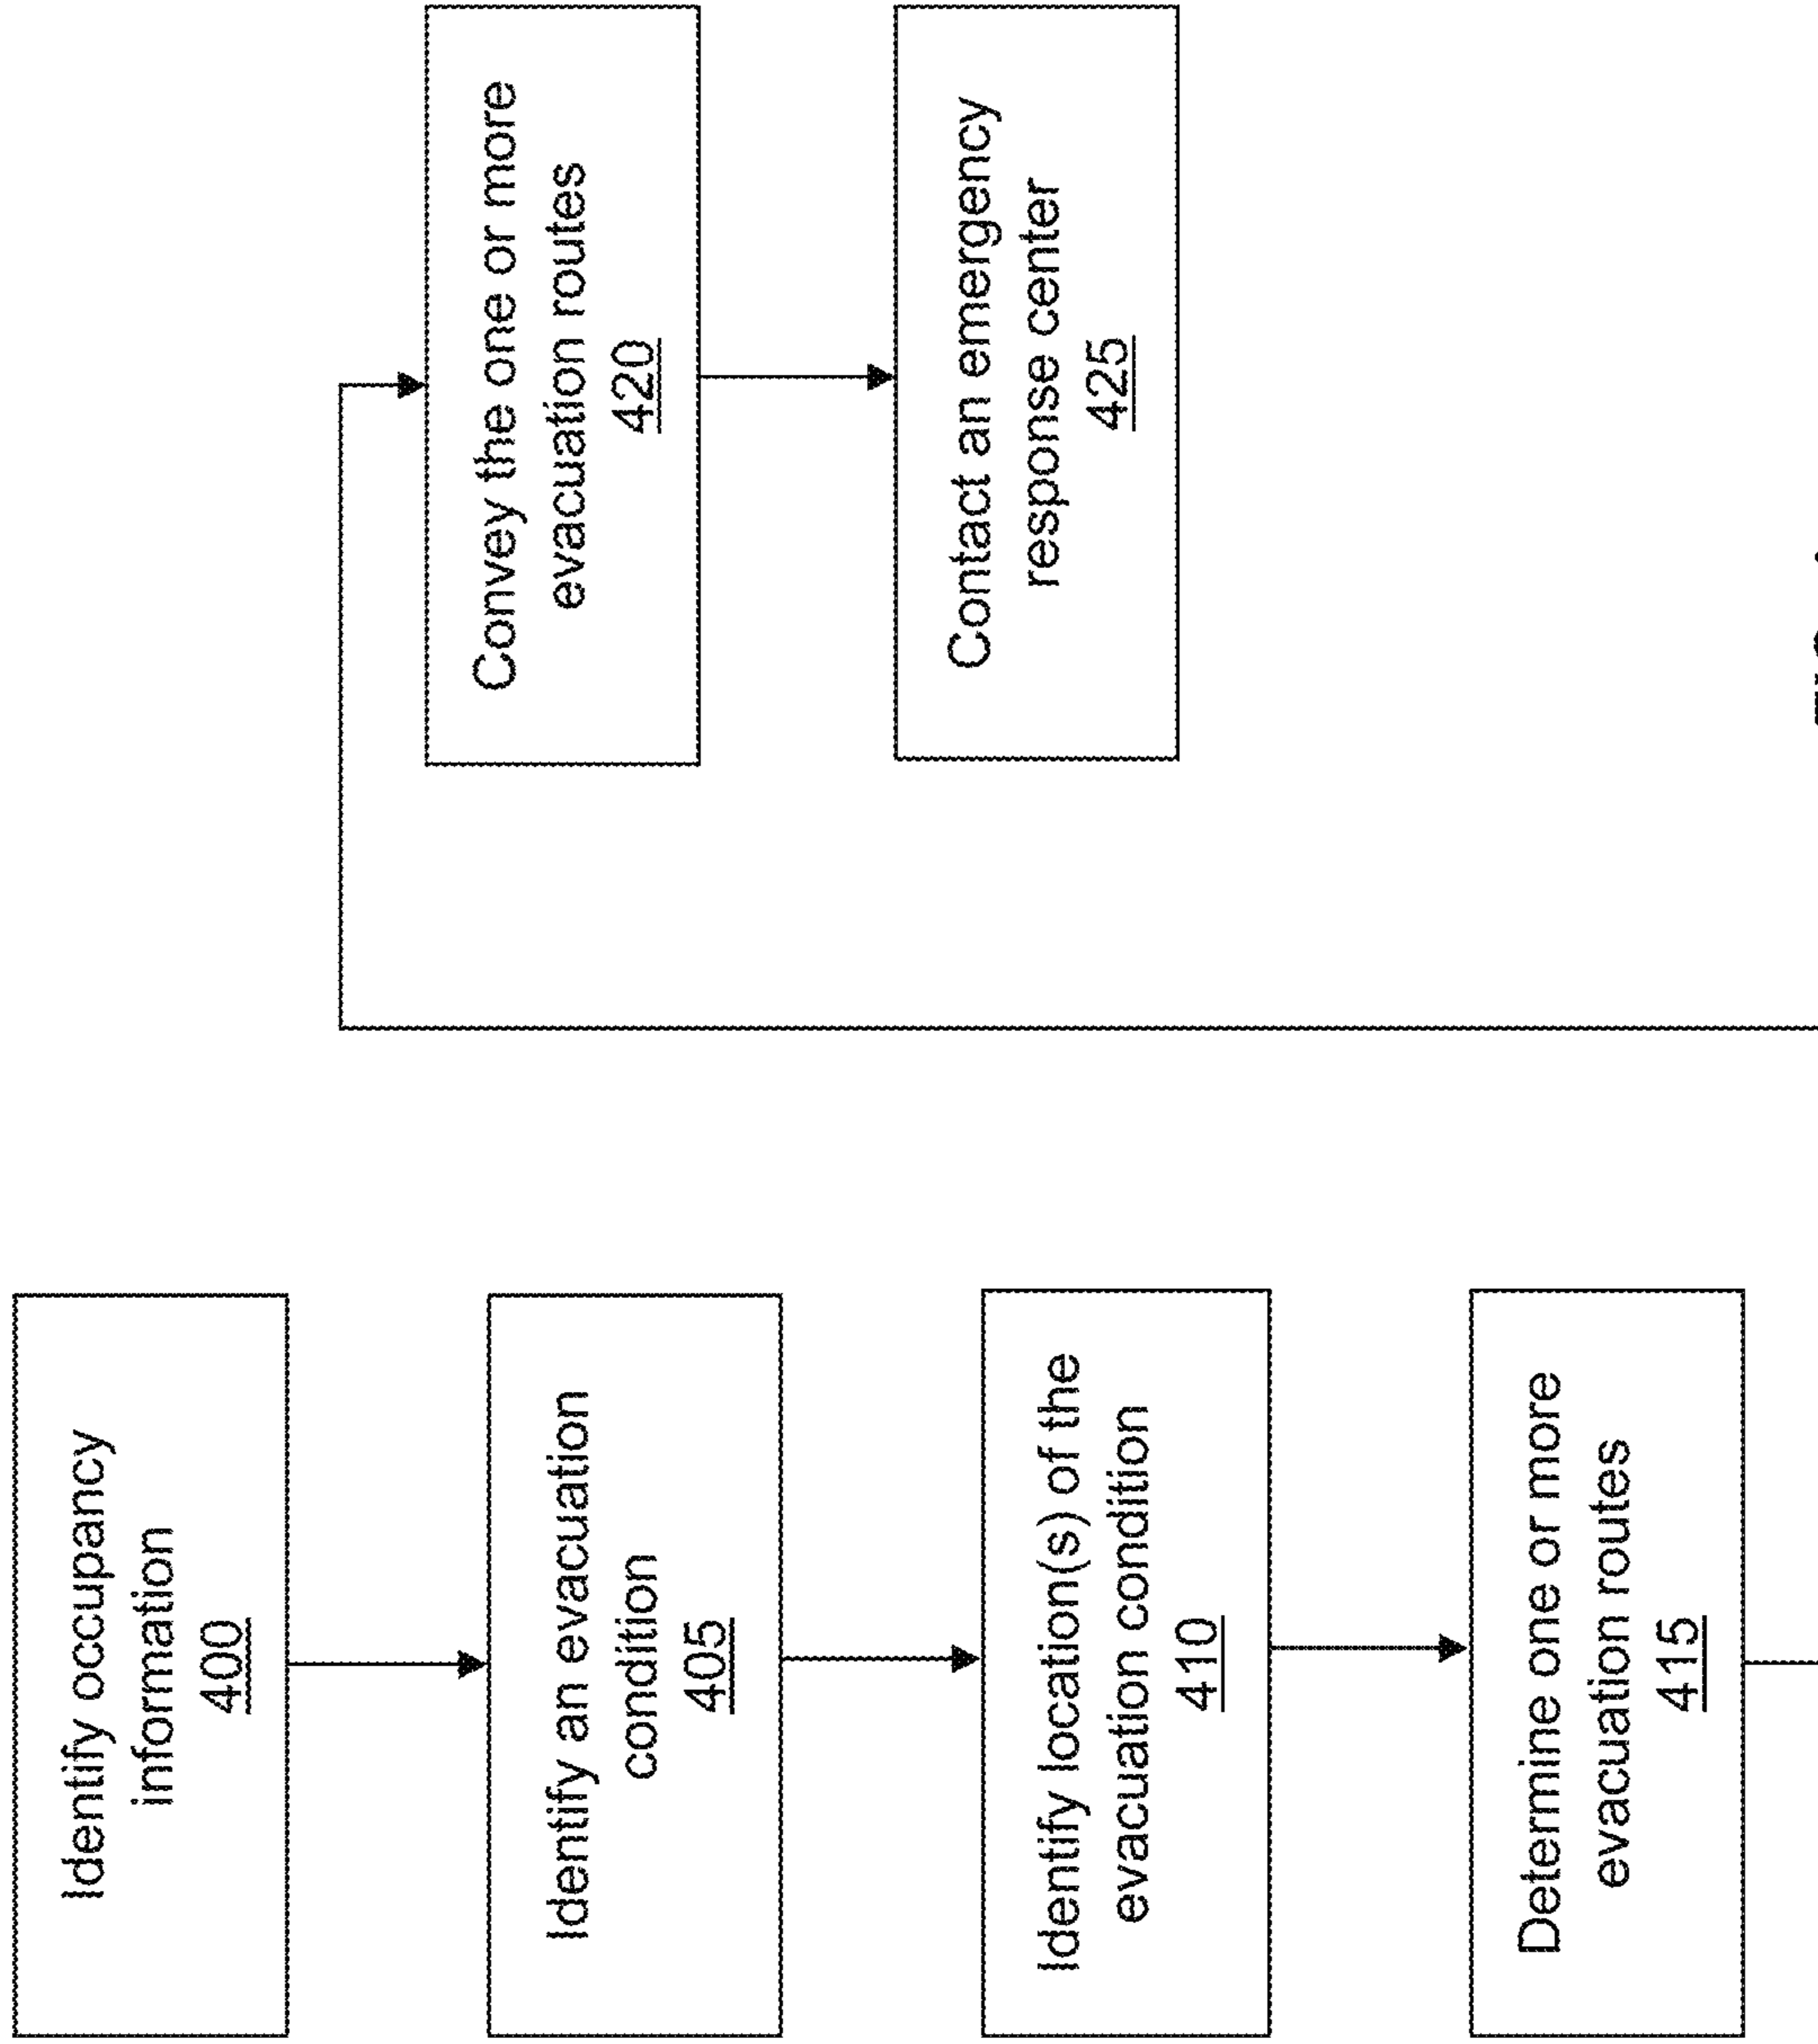 Identify occupancy
information
400
Identify an evacuation
condition
405
Identify location(s) of the
evacuation condition
410
Determine one or more
evacuation routes
415
Convey the one or more
evacuation routes
420
Contact an emergency
response center
425